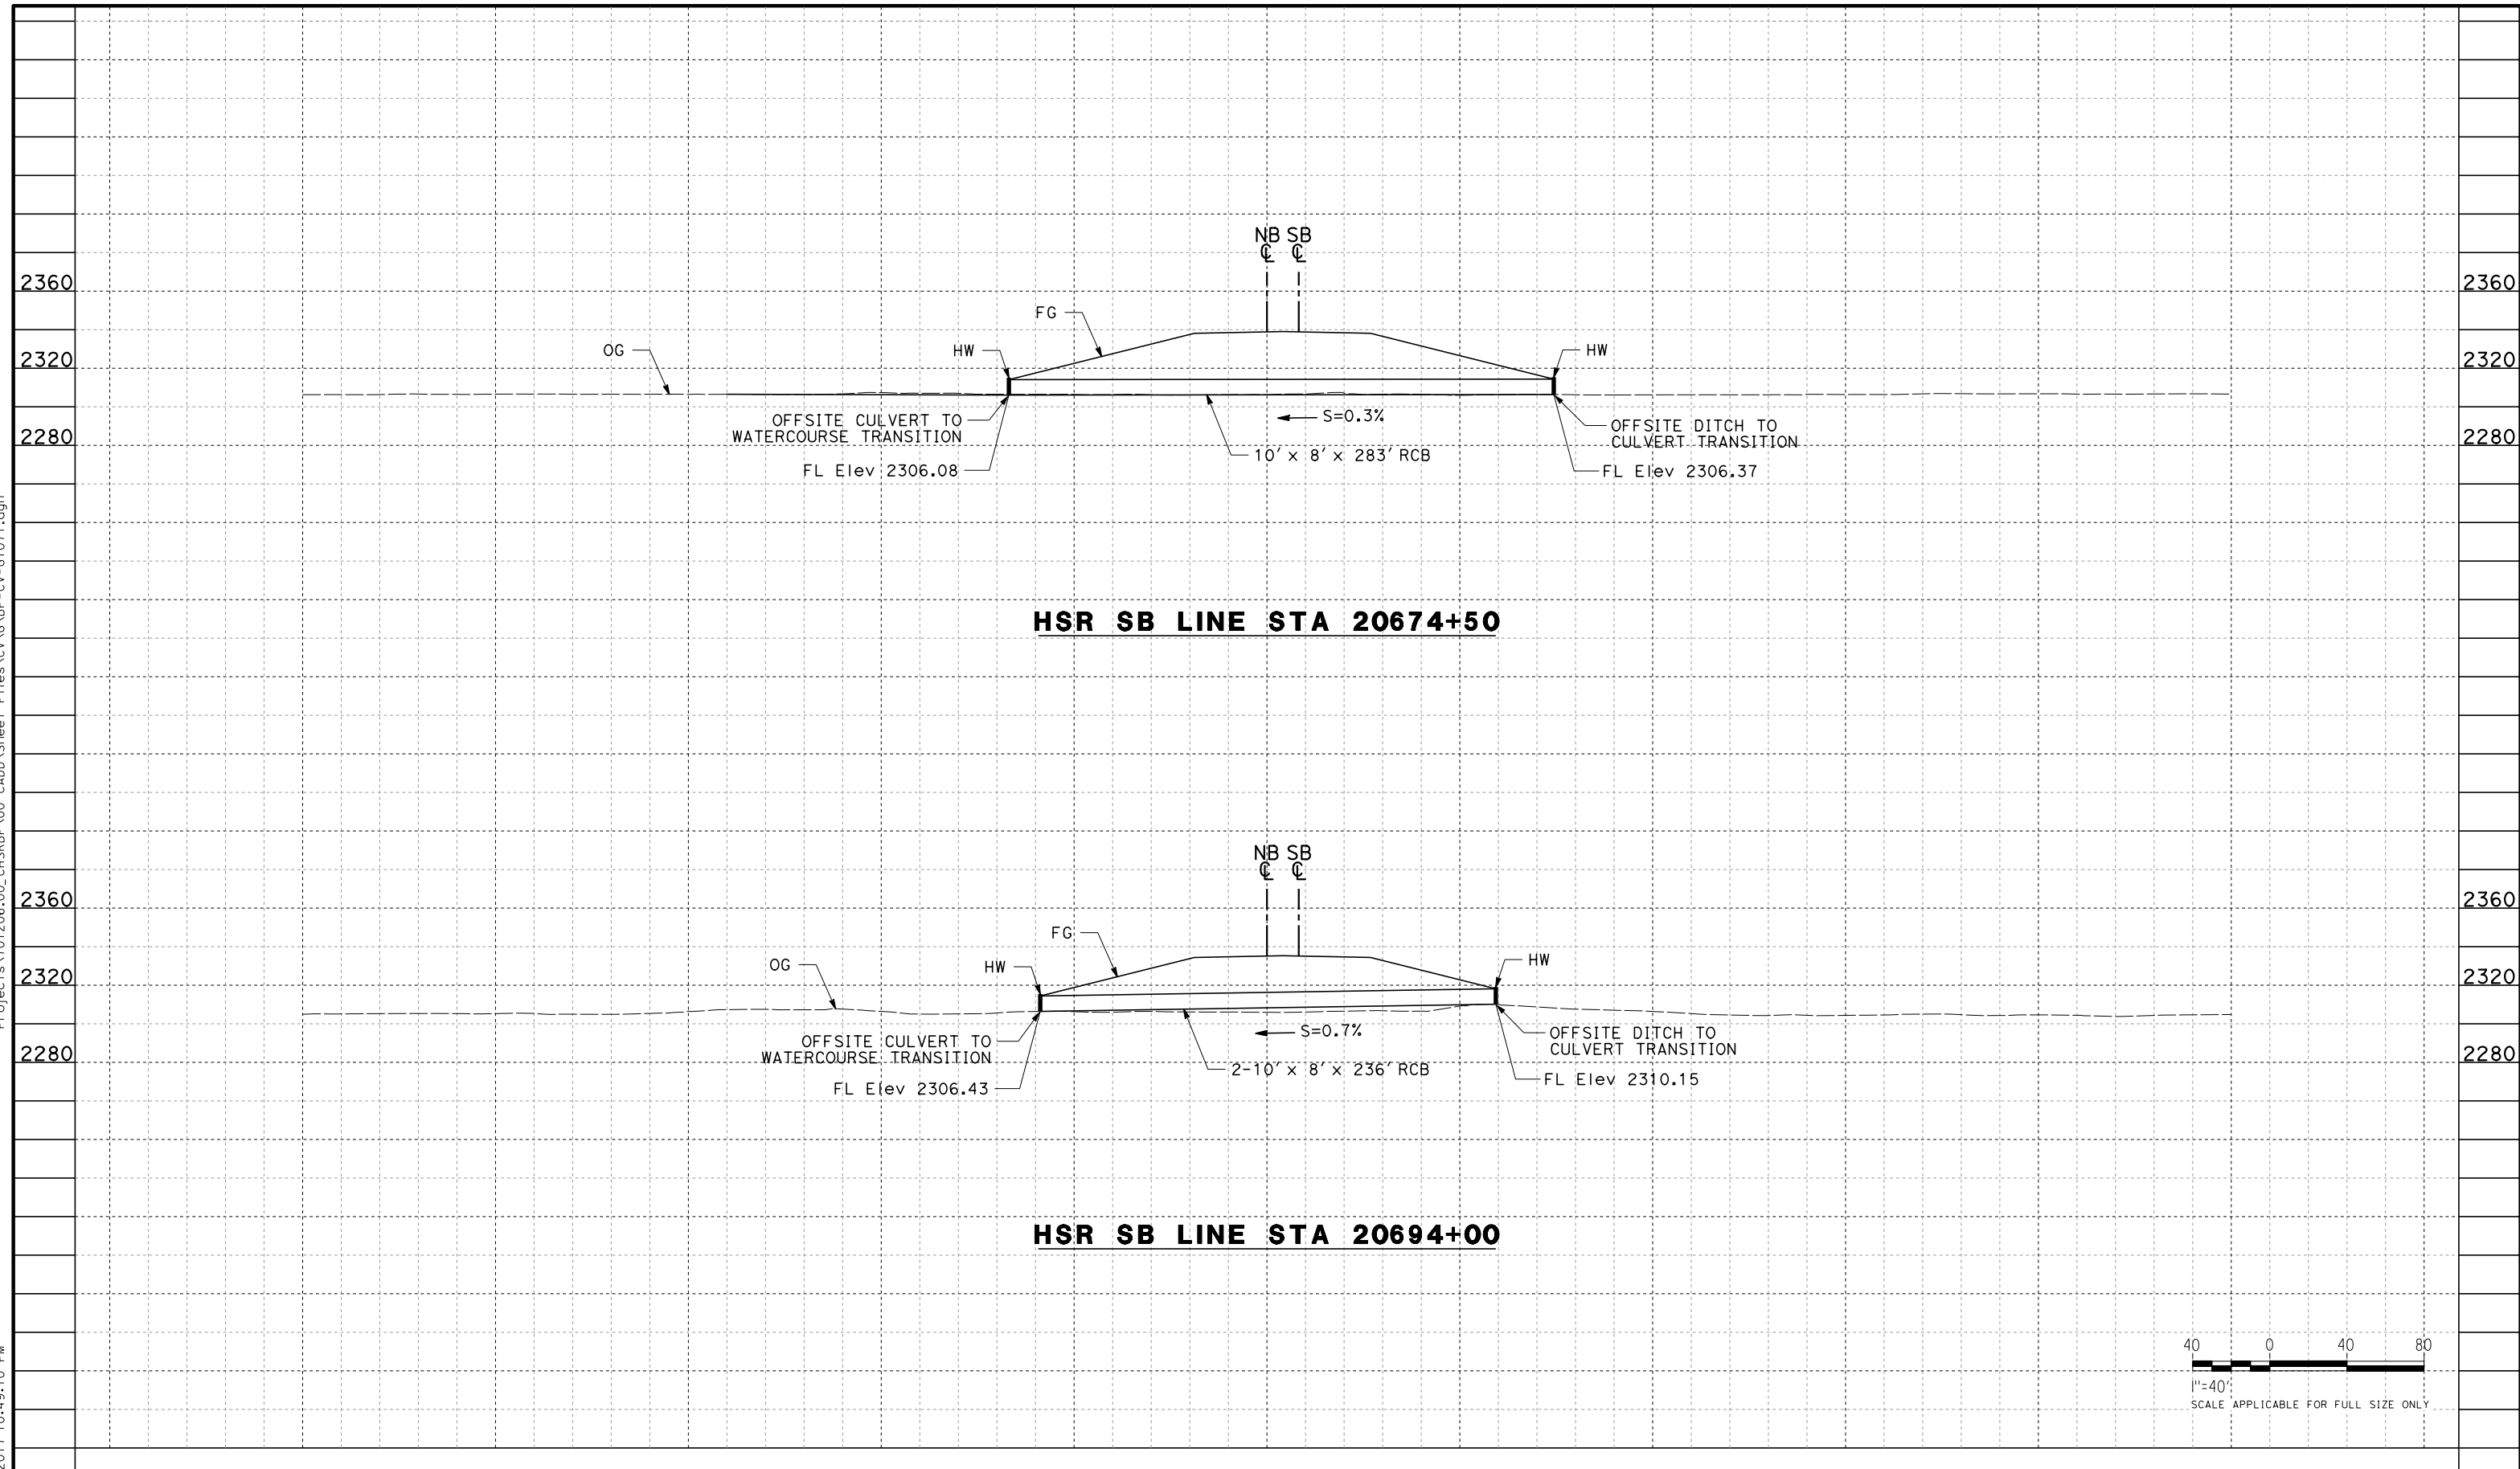 NB SB
2360
2360
FG
2320
OG
HW
HW
2320
OFFSITE CULVERT TO
WATERCOURSE TRANSITION
S=0.3%
OFFSITE DITCH TO
CULVERT TRANSITION
2280
2280
10' x 8' x 283' RCB
FL Elev 2306.08
FL Elev 2306.37
HSR SB LINE STA 20674+50
NB SB
2360
2360
FG
OG
HW
HW
2320
2320
OFFSITE CULVERT TO
WATERCOURSE TRANSITION
S=0.7%
OFFSITE DITCH TO
CULVERT TRANSITION
2280
2280
2-10' x 8' x 236' RCB
FL Elev 2306.43
FL Elev 2310.15
HSR SB LINE STA 20694+00
40 0 40 80
1"=40'
SCALE APPLICABLE FOR FULL SIZE ONLY